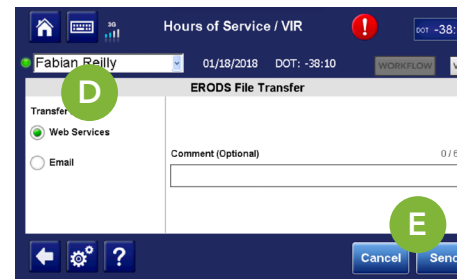 3G
Hours of Service / VIR
!
DOT -38:
Fabian Reilly
01/18/2018 DOT: -38:10
WORKFLOW V
ERODS File Transfer
D
Transfer
Web Services
Email
Comment (Optional)
0 / 6
E
?
Cancel
Send